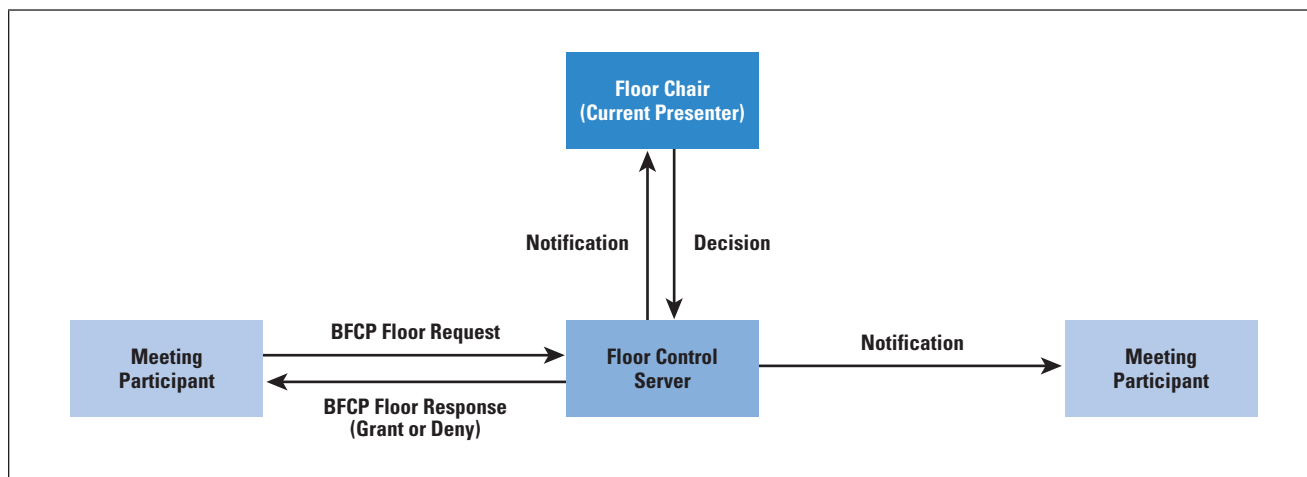 Floor Chair
(Current Presenter)
Notification
Decision
BFCP Floor Request
Meeting
Participant
Floor Control
Server
Notification
Meeting
Participant
BFCP Floor Response
(Grant or Deny)